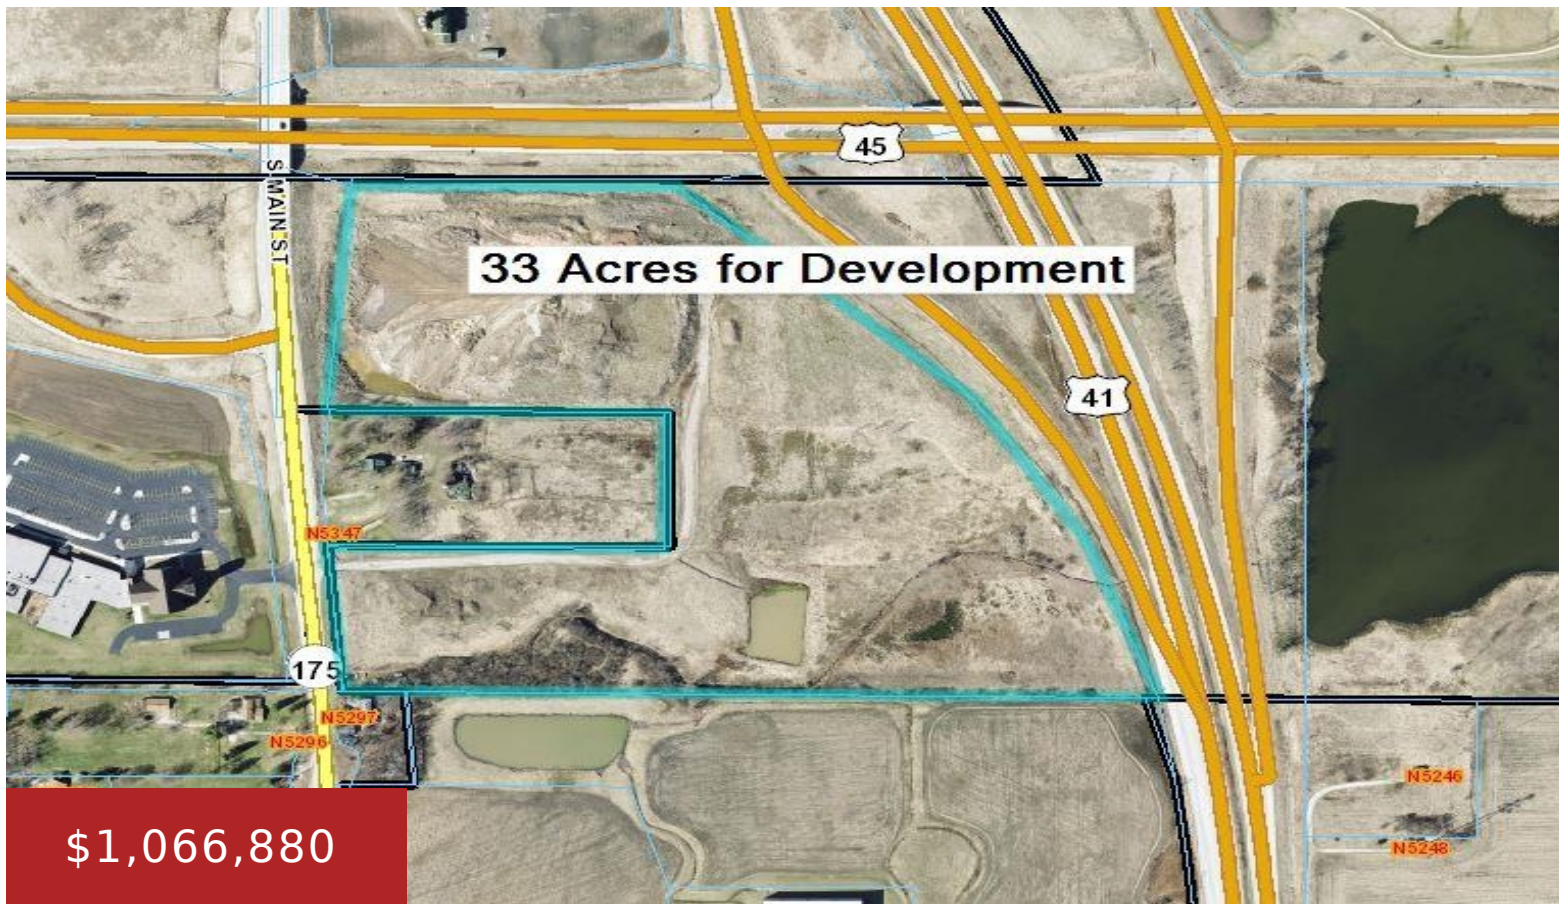 45
S MAIN ST
33 Acres for Development
41
N5347
175
N5297
N5296
N5246
N5248
$1,066,880